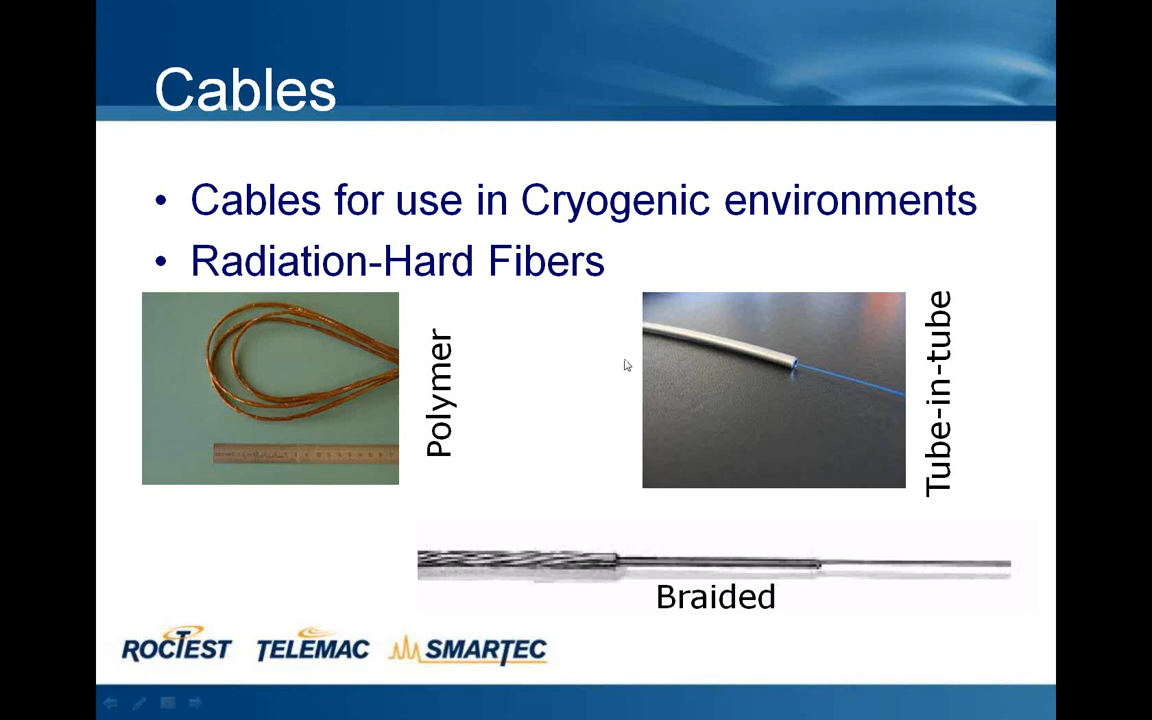 Cables
• Cables for use in Cryogenic environments
• Radiation-Hard Fibers
Polymer
Tube-in-tube
Braided
ROCTEST TELEMAC SMARTEC